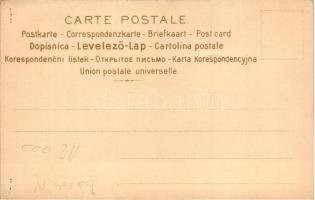 CARTE POSTALE
Postkarte - Correspondenzkarte - Briefkaart - Post card
Dopisnica - Levelező-Lap - Cartolina postale
Korespondenční lístek - Открытое письмо - Karta Korespondencyjna
Union postale universelle